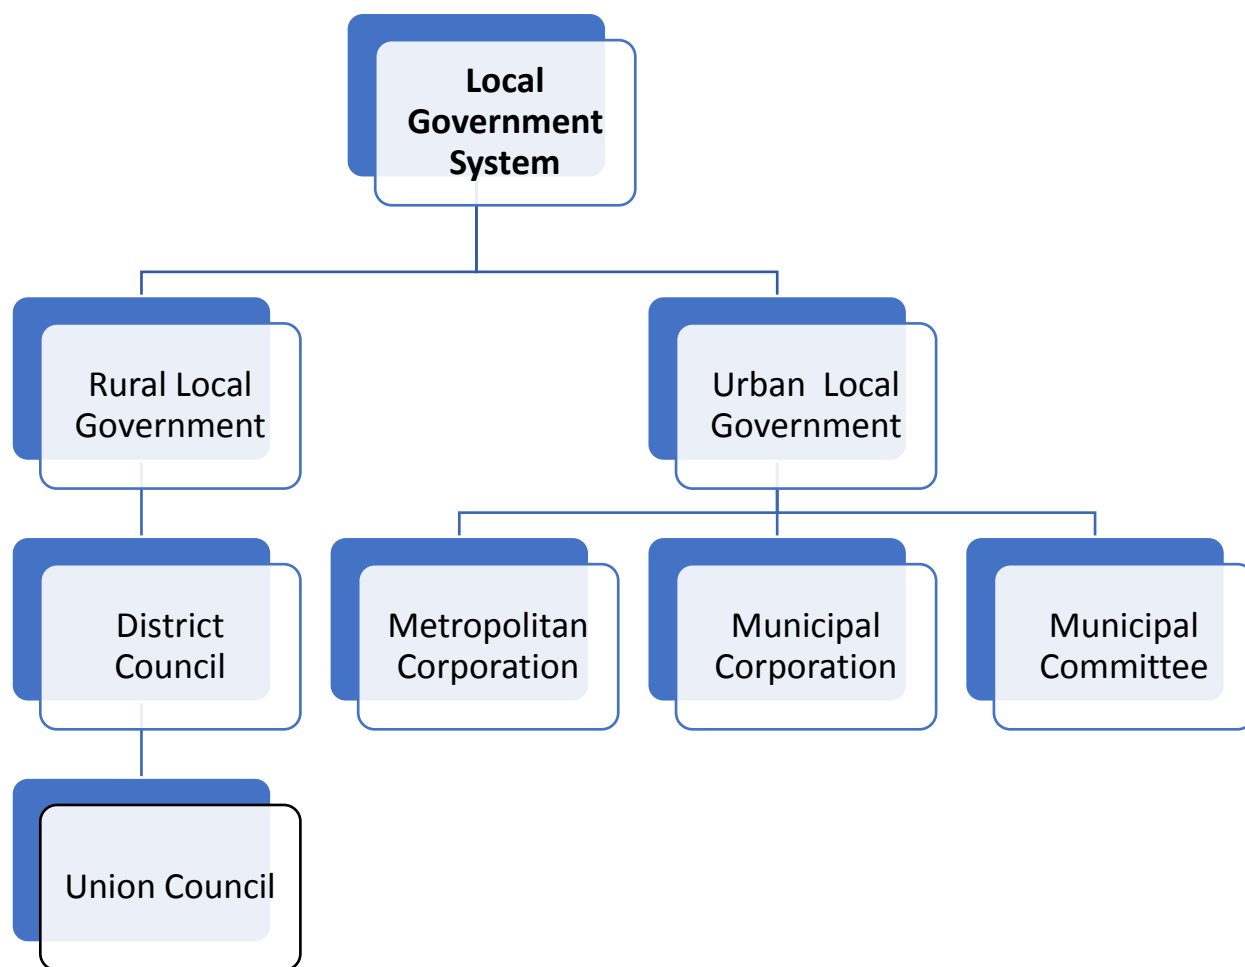 Local
Government
System
Rural Local
Government
Urban  Local
Government
District
Council
Metropolitan
Corporation
Municipal
Corporation
Municipal
Committee
Union Council